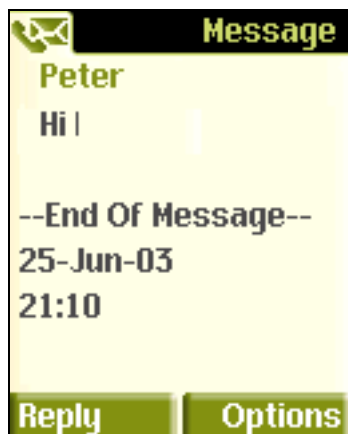 Message
Peter
Hi |
--End Of Message--
25-Jun-03
21:10
Reply Options